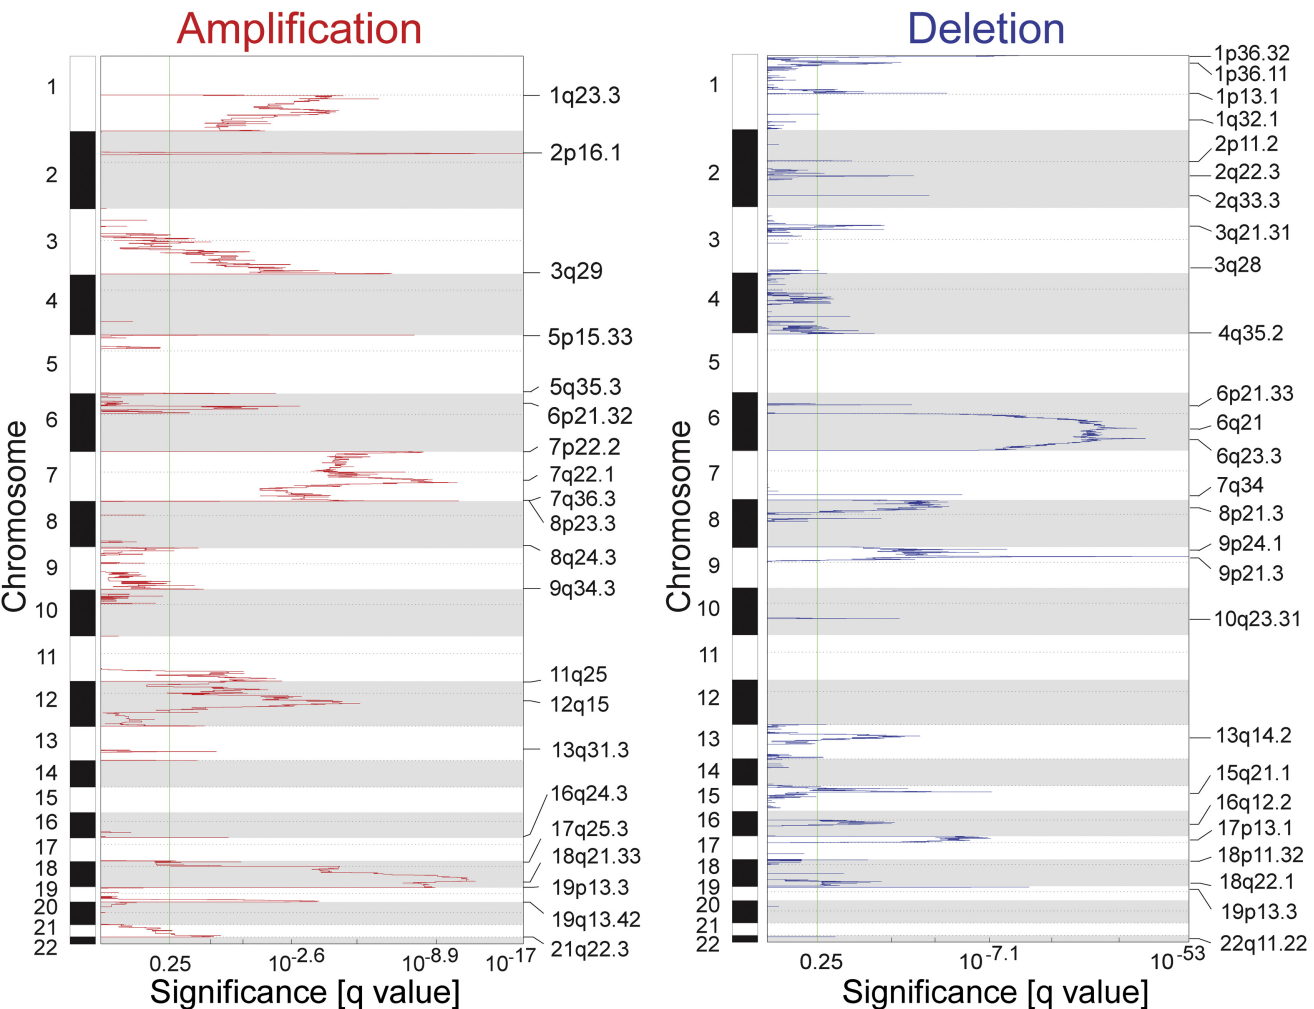 Amplification
Chromosome
1
2
3
4
5
6
7
8
9
10
11
12
13
14
15
16
17
18
19
20
21
22
1q23.3
2p16.1
3q29
5p15.33
5q35.3
6p21.32
7p22.2
7q22.1
7q36.3
8p23.3
8q24.3
9q34.3
11q25
12q15
13q31.3
16q24.3
17q25.3
18q21.33
19p13.3
19q13.42
21q22.3
0.25 10-2.6 10-8.9 10-17
Significance [q value]
Deletion
Chromosome
1
2
3
4
5
6
7
8
9
10
11
12
13
14
15
16
17
18
19
20
21
22
1p36.32
1p36.11
1p13.1
1q32.1
2p11.2
2q22.3
2q33.3
3q21.31
3q28
4q35.2
6p21.33
6q21
6q23.3
7q34
8p21.3
9p24.1
9p21.3
10q23.31
13q14.2
15q21.1
16q12.2
17p13.1
18p11.32
18q22.1
19p13.3
22q11.22
0.25 10-7.1 10-53
Significance [q value]